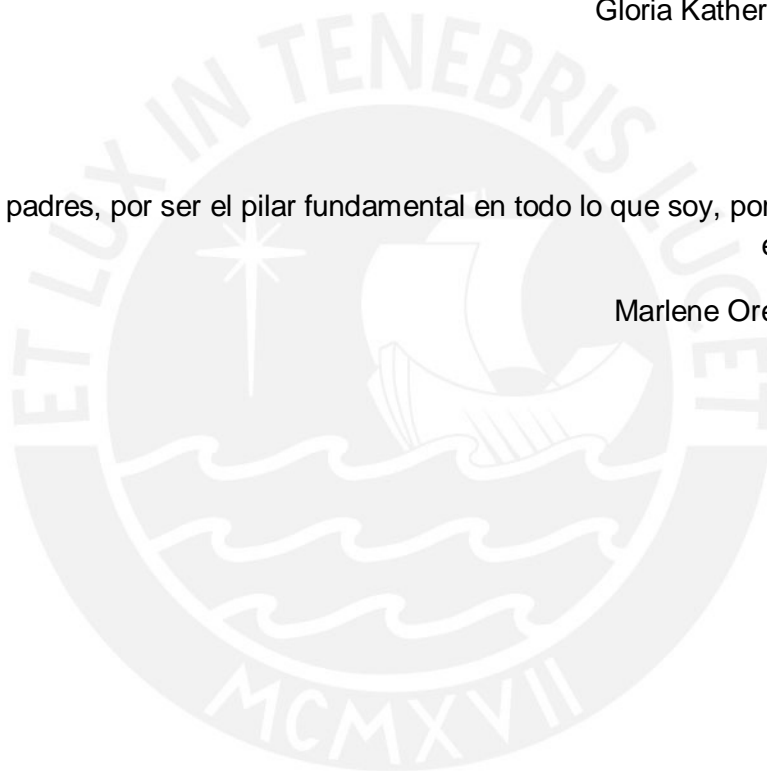 Gloria Kather
padres, por ser el pilar fundamental en todo lo que soy, por
e
Marlene Ore
ET LUX IN TENEBRIS LUCET
MCMXVII